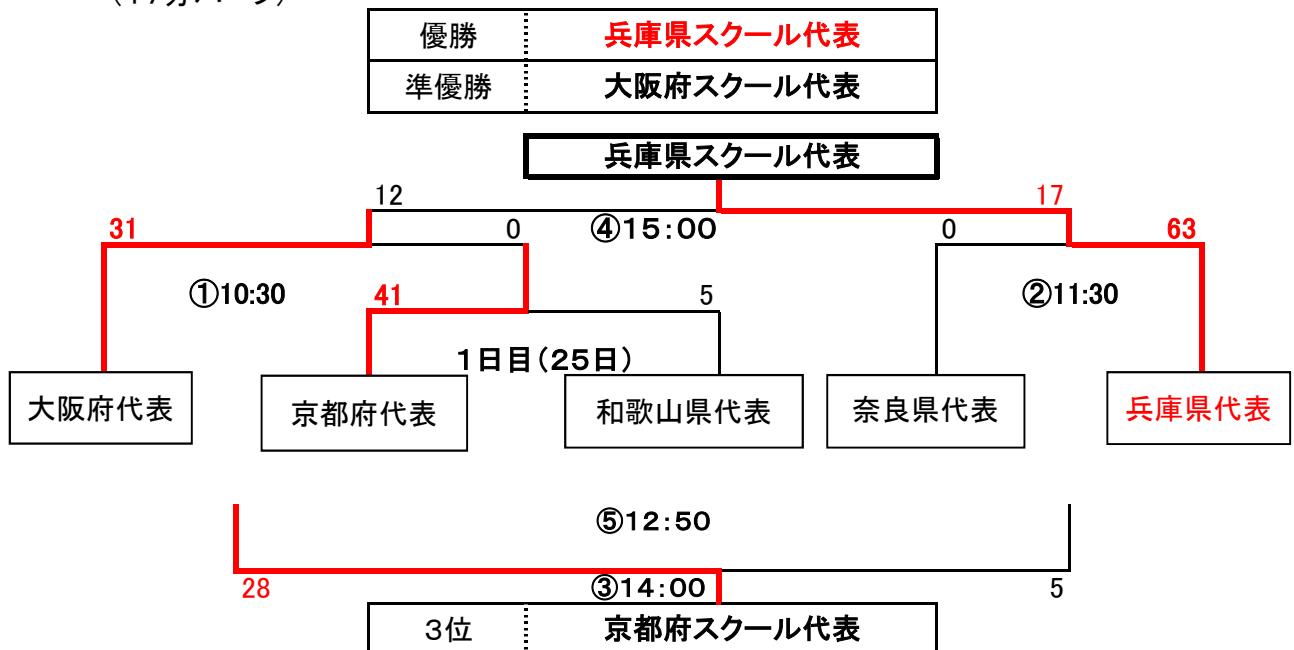 優勝 兵庫県スクール代表
準優勝 大阪府スクール代表
兵庫県スクール代表
12 17
31 0 ④15:00 0 63
①10:30 41 5 ②11:30
1日目(25日)
大阪府代表 京都府代表 和歌山県代表 奈良県代表 兵庫県代表
⑤12:50
28 ③14:00 5
3位 京都府スクール代表